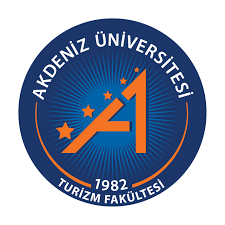 AKDENİZ ÜNİVERSİTESİ
1982
TURİZM FAKÜLTESİ